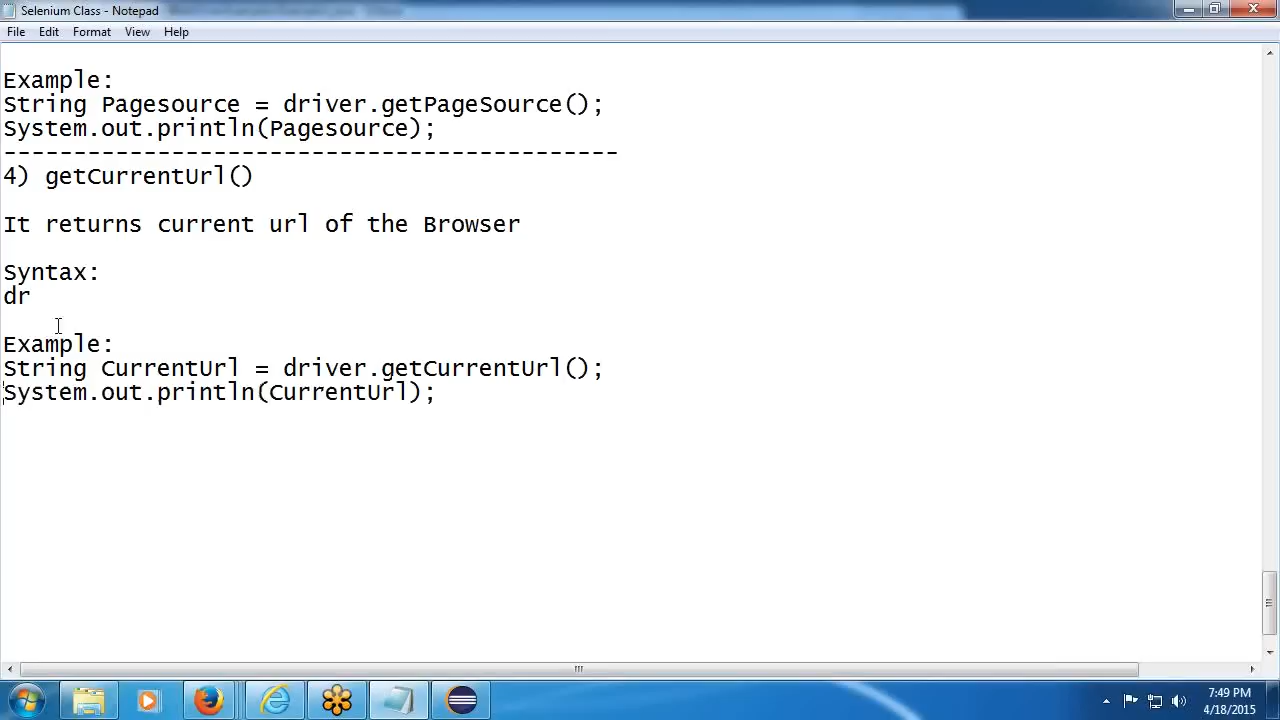 Selenium Class - Notepad
File Edit Format View Help
Example:
String Pagesource = driver.getPageSource();
System.out.println(Pagesource);
--------------------------------------------
4) getCurrentUrl()
It returns current url of the Browser
Syntax:
dr
Example:
String CurrentUrl = driver.getCurrentUrl();
System.out.println(CurrentUrl);
7:49 PM
4/18/2015